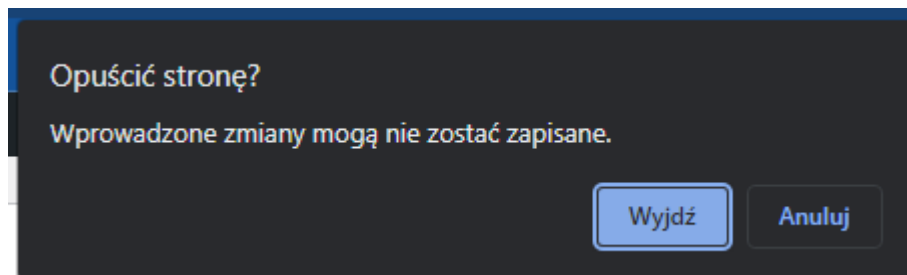 Opuścić stronę?
Wprowadzone zmiany mogą nie zostać zapisane.
Wyjdź Anuluj